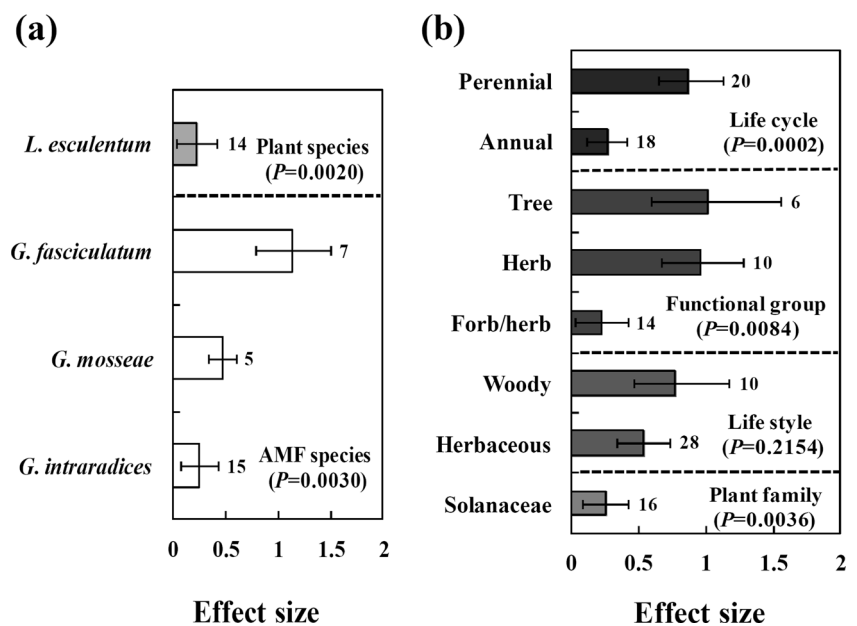 (a)
L. esculentum
14
Plant species
(P=0.0020)
G. fasciculatum
7
G. mosseae
5
G. intraradices
15
AMF species
(P=0.0030)
0 0.5 1 1.5 2
Effect size
(b)
Perennial
20
Life cycle
Annual
18
(P=0.0002)
Tree
6
Herb
10
Functional group
Forb/herb
14
(P=0.0084)
Woody
10
Life style
Herbaceous
28
(P=0.2154)
Solanaceae
16
Plant family
(P=0.0036)
0 0.5 1 1.5 2
Effect size